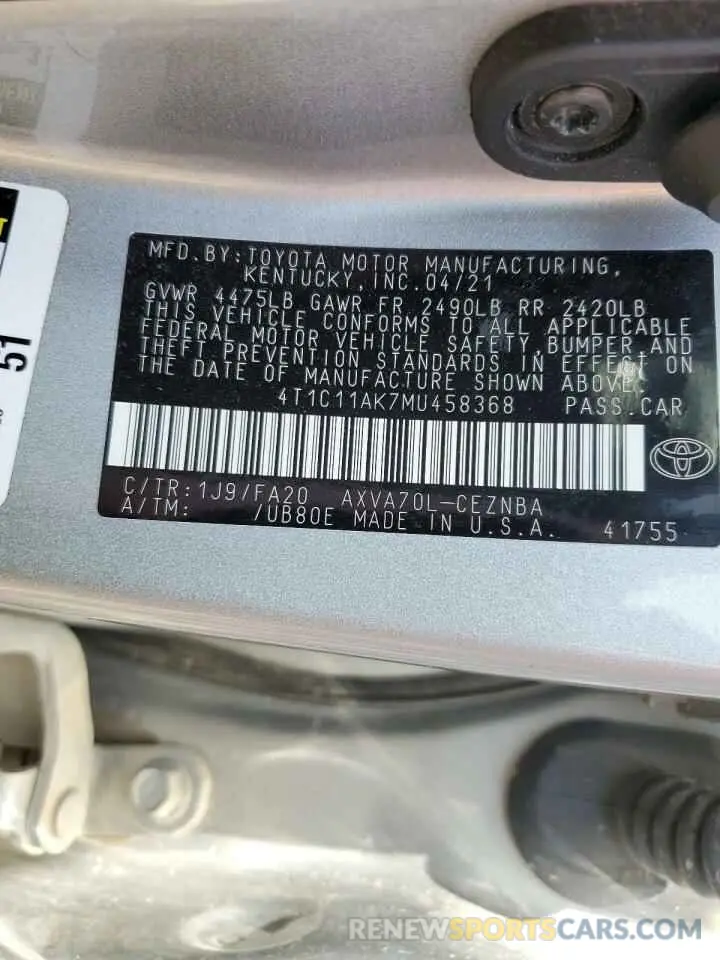 MFD.BY:TOYOTA MOTOR MANUFACTURING,
KENTUCKY,INC.04/21
GVWR 4475LB GAWR FR 2490LB RR 2420LB
THIS VEHICLE CONFORMS TO ALL APPLICABLE
FEDERAL MOTOR VEHICLE SAFETY,BUMPER,AND
THEFT PREVENTION STANDARDS IN EFFECT ON
THE DATE OF MANUFACTURE SHOWN ABOVE.
4T1C11AK7MU458368 PASS.CAR
C/TR:1J9/FA20 AXVA70L-CEZNBA
A/TM: /UB80E MADE IN U.S.A. 41755
51
RENEWSPORTSCARS.COM